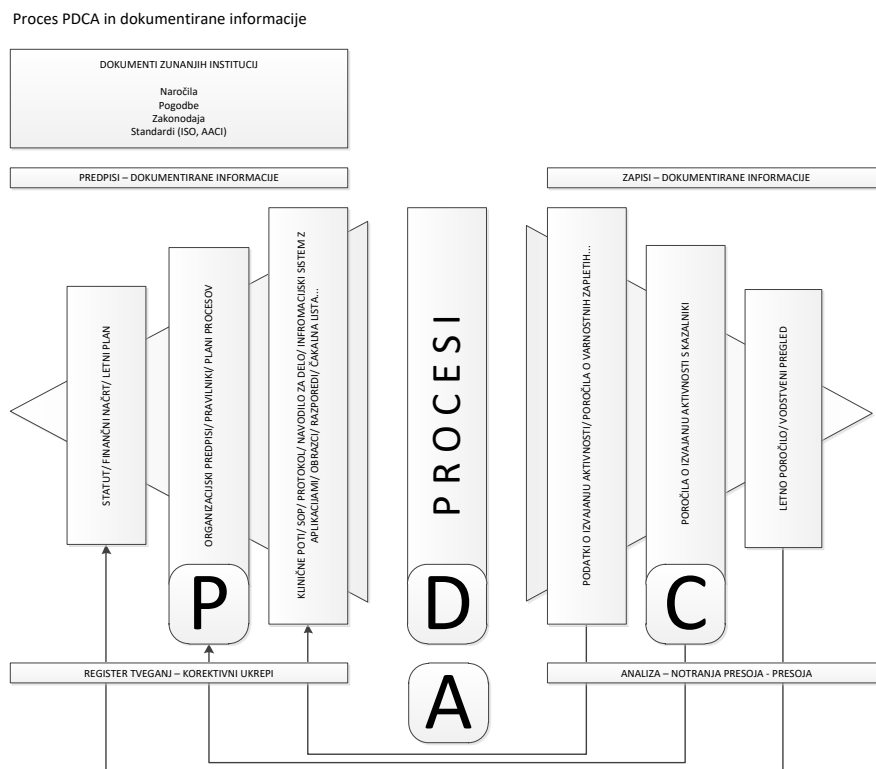 Proces PDCA in dokumentirane informacije
DOKUMENTI ZUNANJIH INSTITUCIJ
Naročila
Pogodbe
Zakonodaja
Standardi (ISO, AACI)
PREDPISI – DOKUMENTIRANE INFORMACIJE
ZAPISI – DOKUMENTIRANE INFORMACIJE
STATUT/ FINANČNI NAČRT/ LETNI PLAN
ORGANIZACIJSKI PREDPISI/ PRAVILNIKI/ PLANI PROCESOV
KLINIČNE POTI/ SOP/ PROTOKOL/ NAVODILO ZA DELO/ INFROMACIJSKI SISTEM Z
APLIKACIJAMI/ OBRAZCI/ RAZPOREDI/ ČAKALNA LISTA...
PROCESI
PODATKI O IZVAJANJU AKTIVNOSTI/ POROČILA O VARNOSTNIH ZAPLETIH...
POROČILA O IZVAJANJU AKTIVNOSTI S KAZALNIKI
LETNO POROČILO/ VODSTVENI PREGLED
P
D
C
REGISTER TVEGANJ – KOREKTIVNI UKREPI
A
ANALIZA – NOTRANJA PRESOJA - PRESOJA